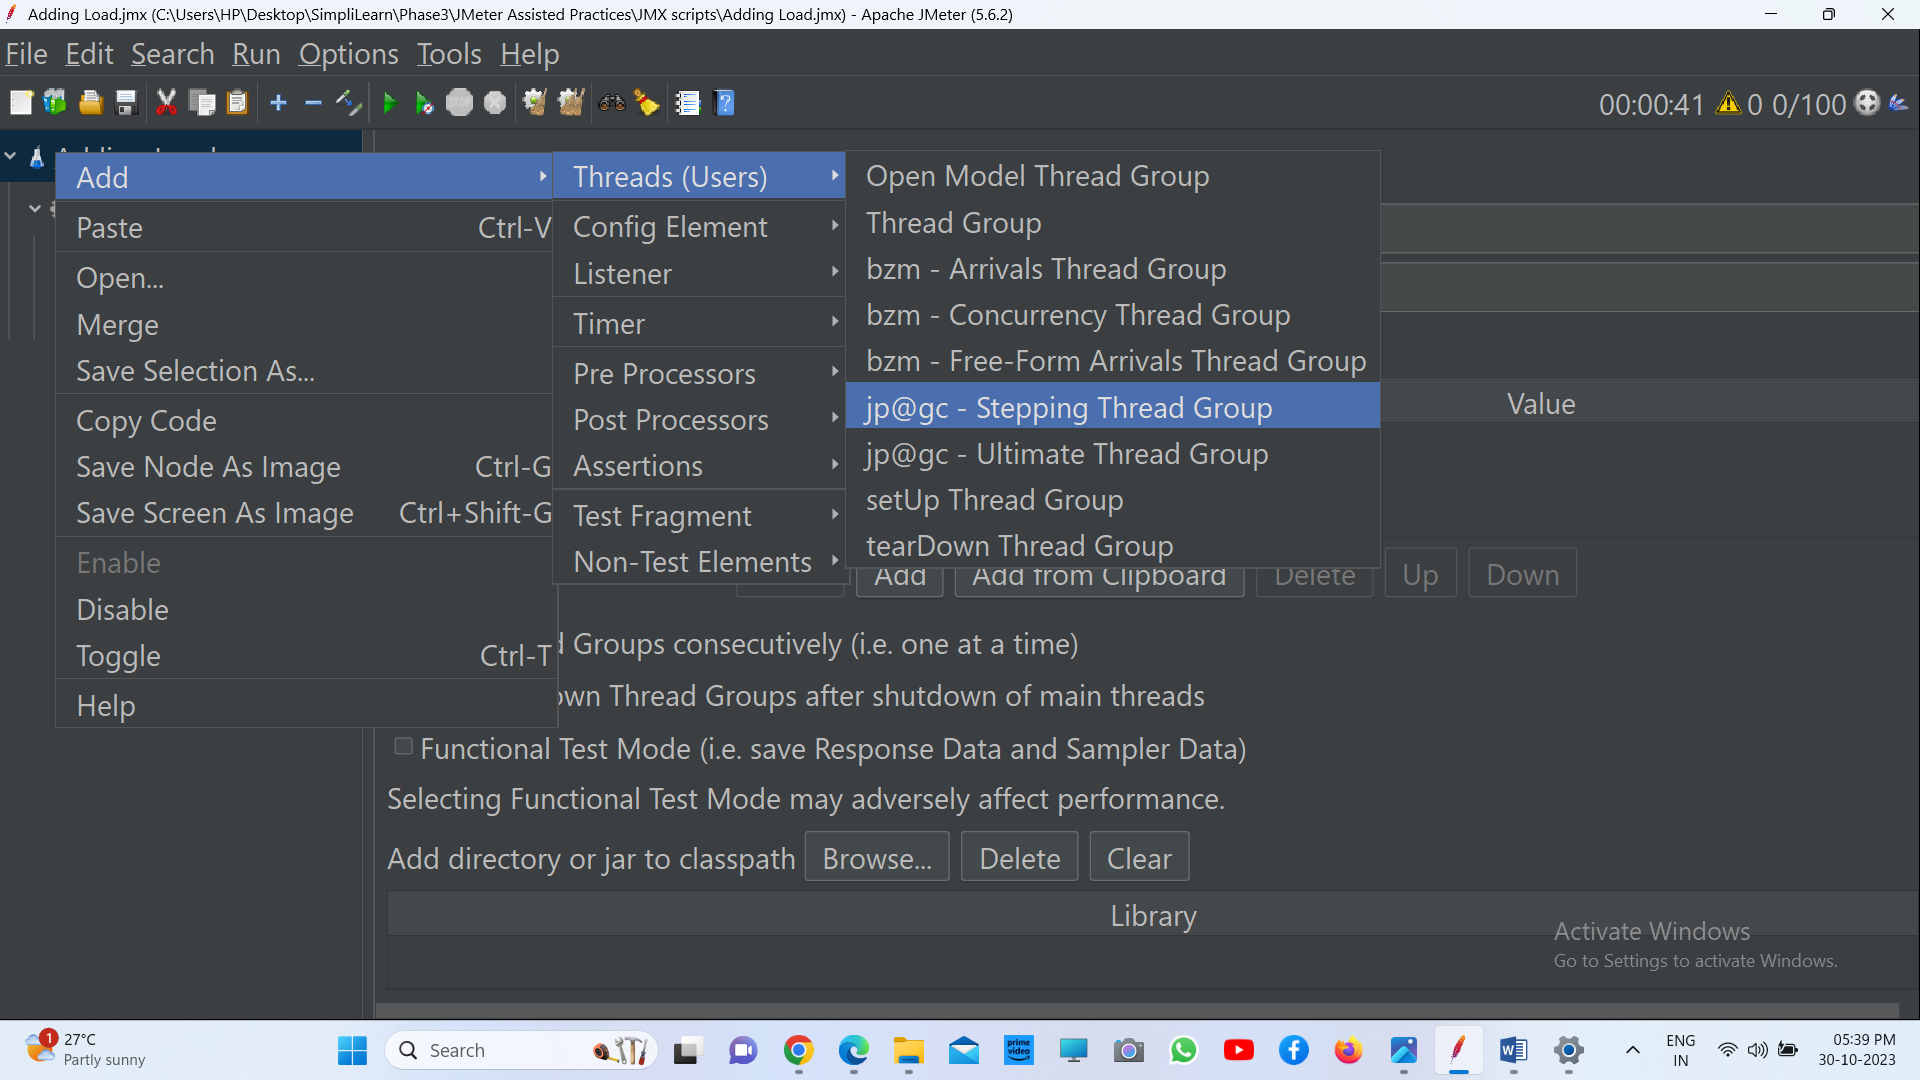 Adding Load.jmx (C:\Users\HP\Desktop\SimpliLearn\Phase3\JMeter Assisted Practices\JMX scripts\Adding Load.jmx) - Apache JMeter (5.6.2)
File Edit Search Run Options Tools Help
STOP
00:00:41 0 0/100
Add
Paste Ctrl-V
Open...
Merge
Save Selection As...
Copy Code
Save Node As Image Ctrl-G
Save Screen As Image Ctrl+Shift-G
Enable
Disable
Toggle Ctrl-T
Help
Threads (Users)
Config Element
Listener
Timer
Pre Processors
Post Processors
Assertions
Test Fragment
Non-Test Elements
Open Model Thread Group
Thread Group
bzm - Arrivals Thread Group
bzm - Concurrency Thread Group
bzm - Free-Form Arrivals Thread Group
jp@gc - Stepping Thread Group
jp@gc - Ultimate Thread Group
setUp Thread Group
tearDown Thread Group
Value
Add Add from Clipboard Delete Up Down
Groups consecutively (i.e. one at a time)
Thread Groups after shutdown of main threads
Functional Test Mode (i.e. save Response Data and Sampler Data)
Selecting Functional Test Mode may adversely affect performance.
Add directory or jar to classpath Browse... Delete Clear
Library
Activate Windows
Go to Settings to activate Windows.
1
27°C
Partly sunny
Search
prime video
ENG
IN
05:39 PM
30-10-2023